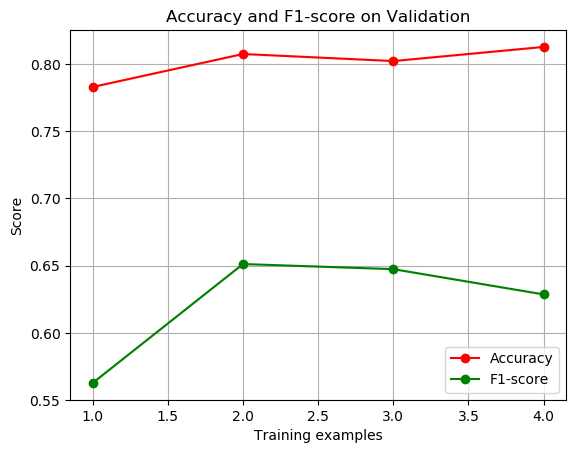 Accuracy and F1-score on Validation
0.80
0.75
0.70
0.65
0.60
0.55
Score
1.0 1.5 2.0 2.5 3.0 3.5 4.0
Training examples
Accuracy
F1-score